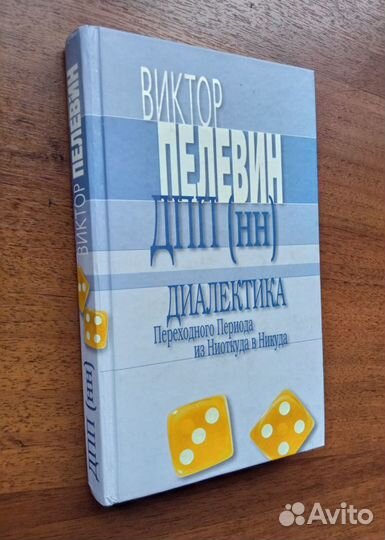 ВИКТОР
ПЕЛЕВИН
ДПП (НН)
ДИАЛЕКТИКА
Переходного Периода
из Ниоткуда в Никуда
ВИКТОР ПЕЛЕВИН
ДПП (НН)
Avito